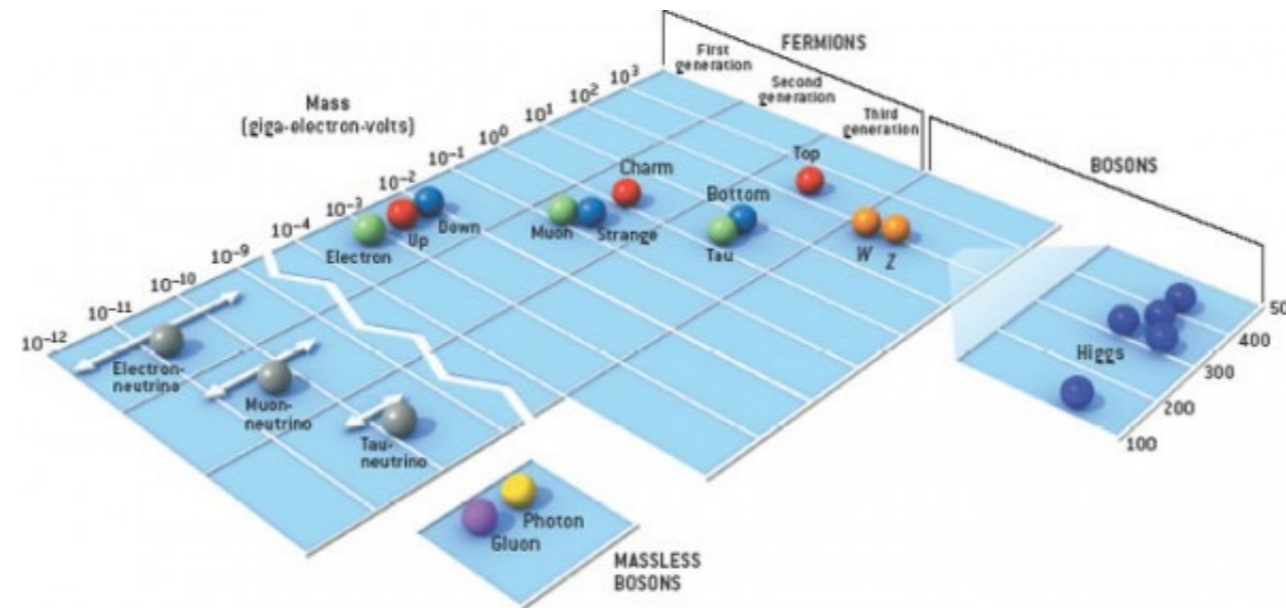 FERMIONS
First
generation
Second
generation
Third
generation
BOSONS
Mass
(giga-electron-volts)
10³
10²
10¹
10⁰
10⁻¹
10⁻²
10⁻³
10⁻⁴
10⁻⁹
10⁻¹⁰
10⁻¹¹
10⁻¹²
Top
Charm
Bottom
Down
Up
Electron
Muon
Strange
Tau
W
Z
Electron-
neutrino
Muon-
neutrino
Tau-
neutrino
Higgs
50
400
300
200
100
Photon
Gluon
MASSLESS
BOSONS